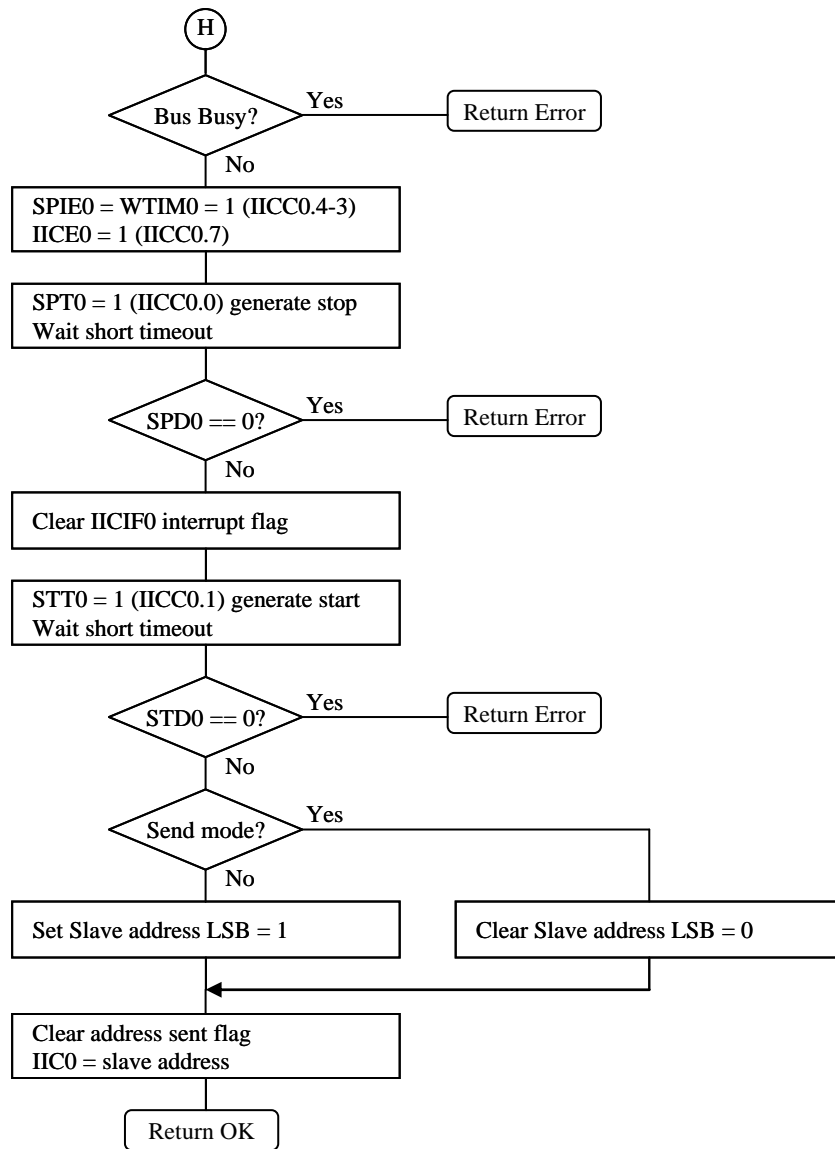 H
Bus Busy?
Yes
Return Error
No
SPIE0 = WTIM0 = 1 (IICC0.4-3)
IICE0 = 1 (IICC0.7)
SPT0 = 1 (IICC0.0) generate stop
Wait short timeout
SPD0 == 0?
Yes
Return Error
No
Clear IICIF0 interrupt flag
STT0 = 1 (IICC0.1) generate start
Wait short timeout
STD0 == 0?
Yes
Return Error
No
Send mode?
Yes
No
Set Slave address LSB = 1
Clear Slave address LSB = 0
Clear address sent flag
IIC0 = slave address
Return OK